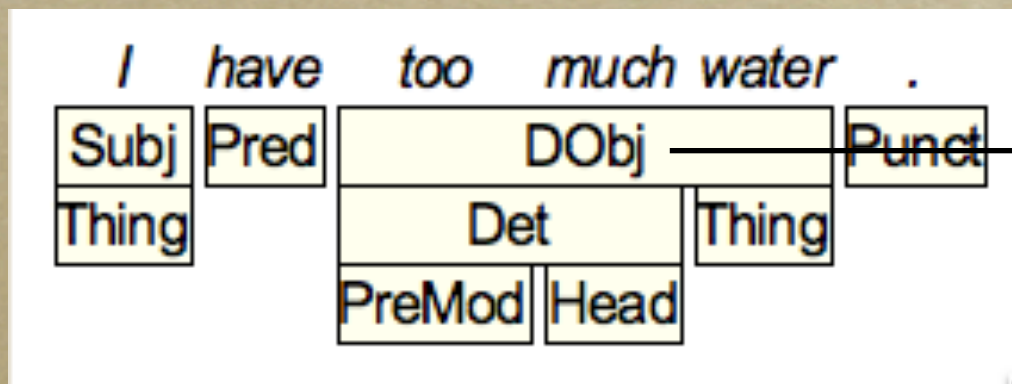 I have too much water .
Subj Pred DObj Punct
Thing Det Thing
PreMod Head